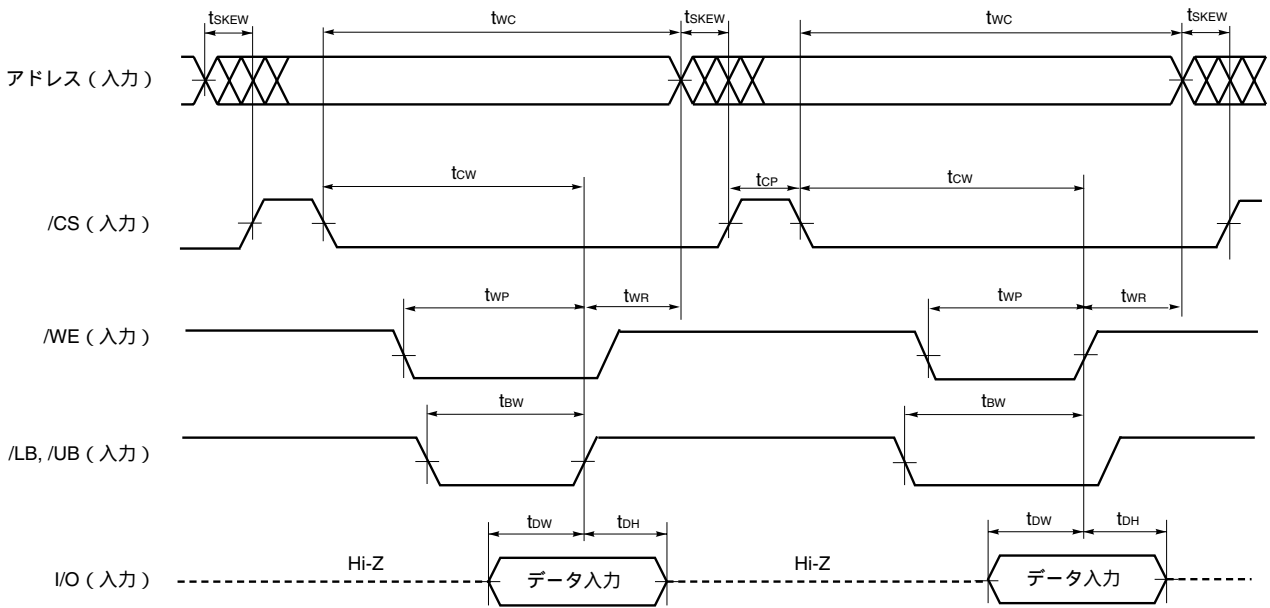 tSKEW tWC tSKEW tWC tSKEW
アドレス（入力）
tCW tCP tCW
/CS（入力）
tWP tWR tWP tWR
/WE（入力）
tBW tBW
/LB, /UB（入力）
tDW tDH tDW tDH
Hi-Z Hi-Z
I/O（入力） データ入力 データ入力